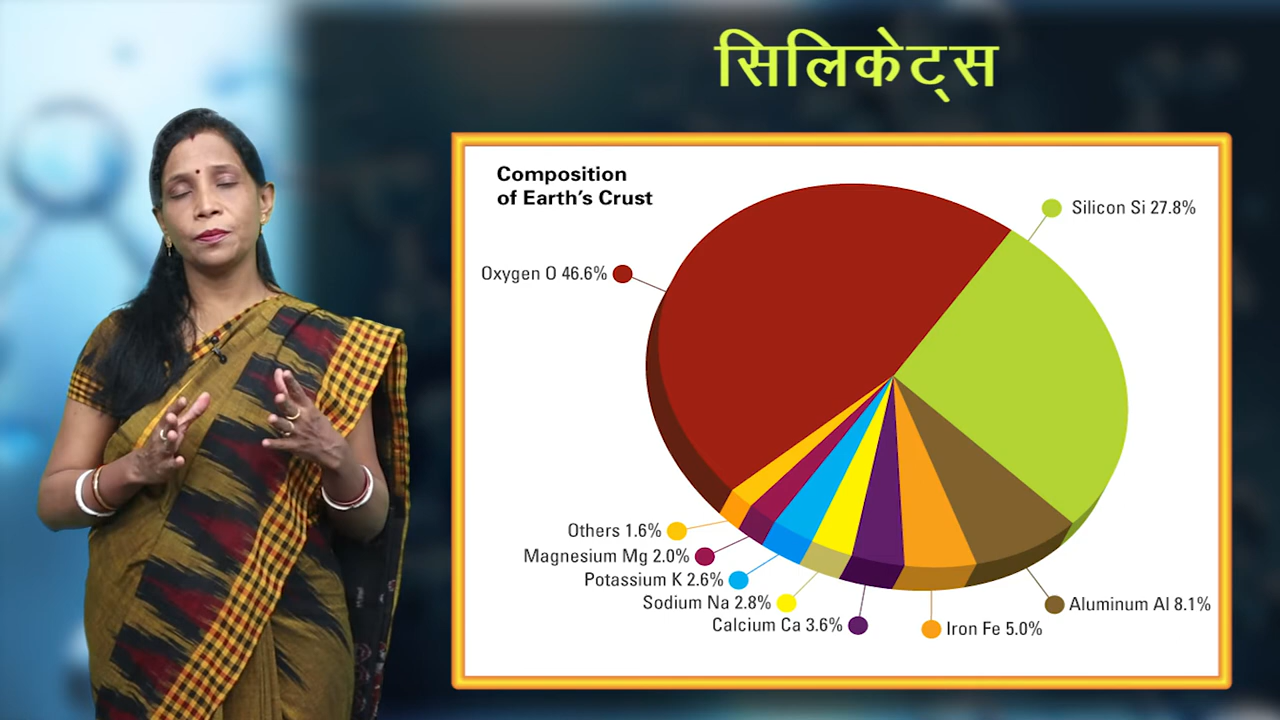 सिलिकेट्स
Composition
of Earth's Crust
Silicon Si 27.8%
Oxygen O 46.6%
Others 1.6%
Magnesium Mg 2.0%
Potassium K 2.6%
Sodium Na 2.8%
Calcium Ca 3.6%
Iron Fe 5.0%
Aluminum Al 8.1%